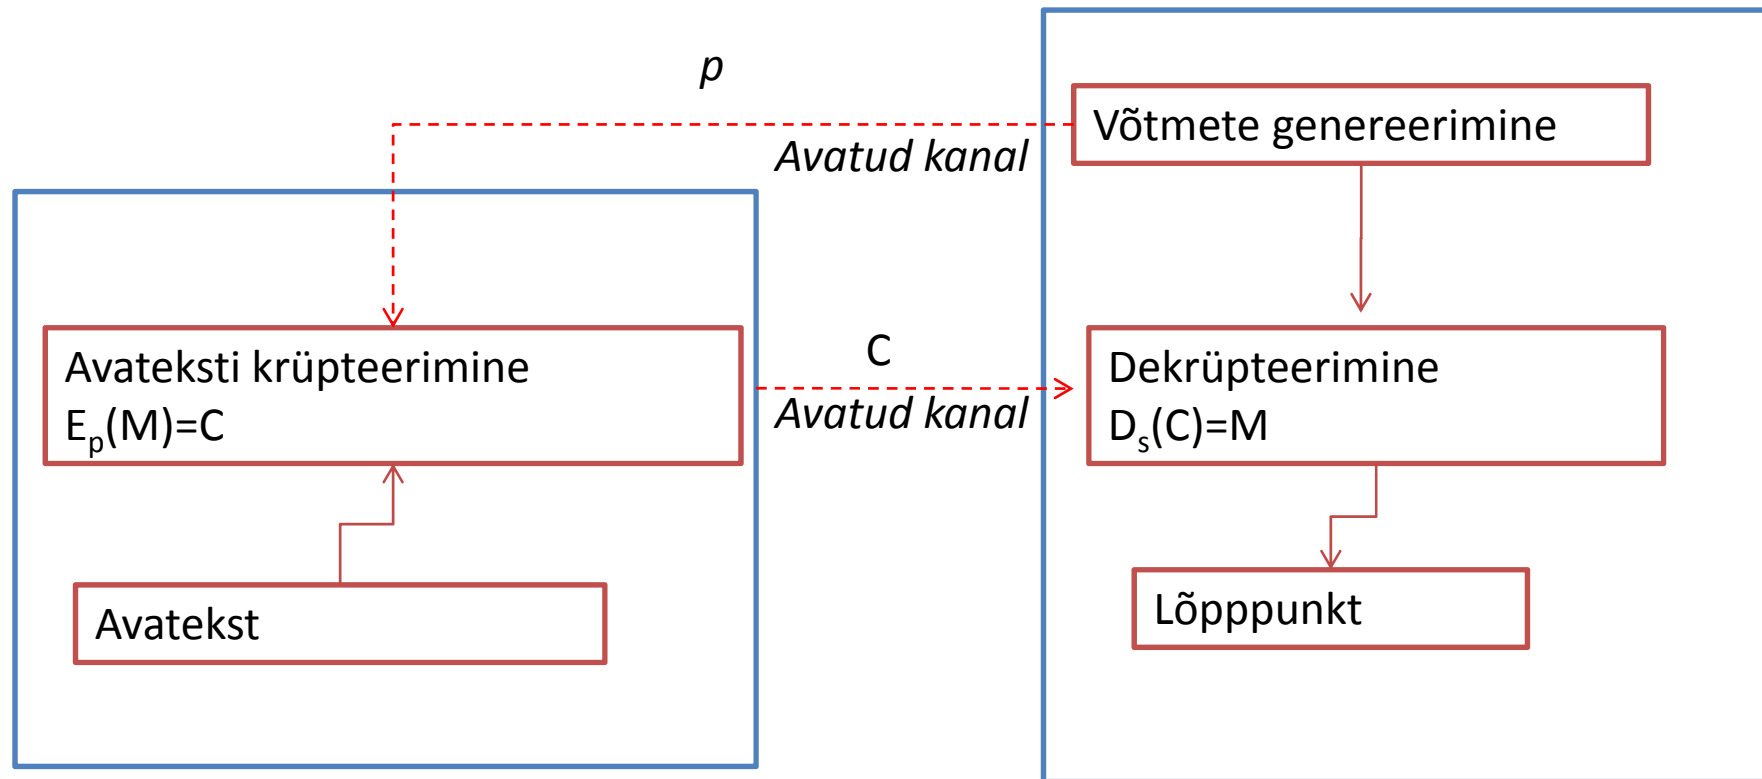 p
Avatud kanal
Võtmete genereerimine
Avateksti krüpteerimine
Eₚ(M)=C
C
Avatud kanal
Dekrüpteerimine
Dₛ(C)=M
Avatekst
Lõpppunkt